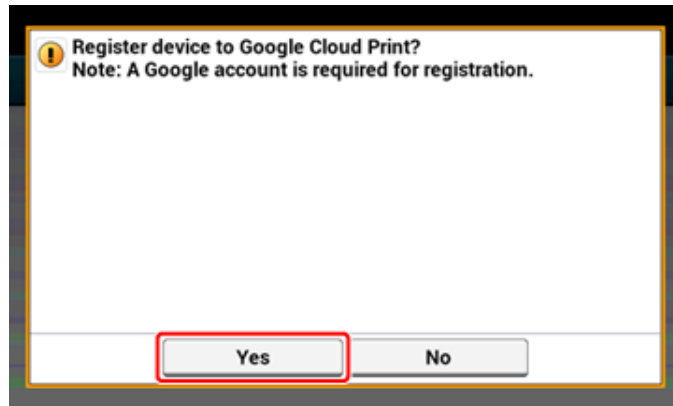 Register device to Google Cloud Print?
Note: A Google account is required for registration.
Yes
No